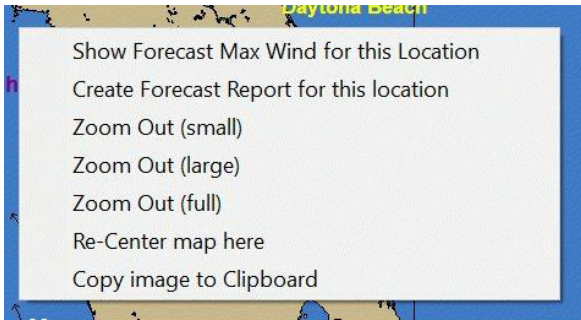 Daytona Beach
Show Forecast Max Wind for this Location
Create Forecast Report for this location
Zoom Out (small)
Zoom Out (large)
Zoom Out (full)
Re-Center map here
Copy image to Clipboard